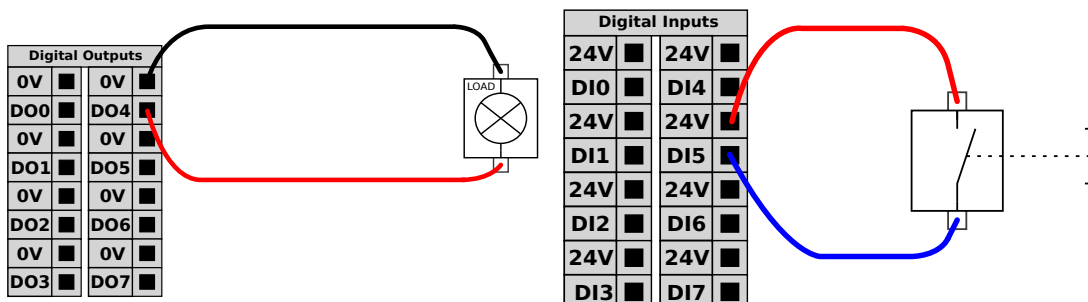 Digital Outputs
0V 0V
DO0 DO4
0V 0V
DO1 DO5
0V 0V
DO2 DO6
0V 0V
DO3 DO7
LOAD
Digital Inputs
24V 24V
DI0 DI4
24V 24V
DI1 DI5
24V 24V
DI2 DI6
24V 24V
DI3 DI7